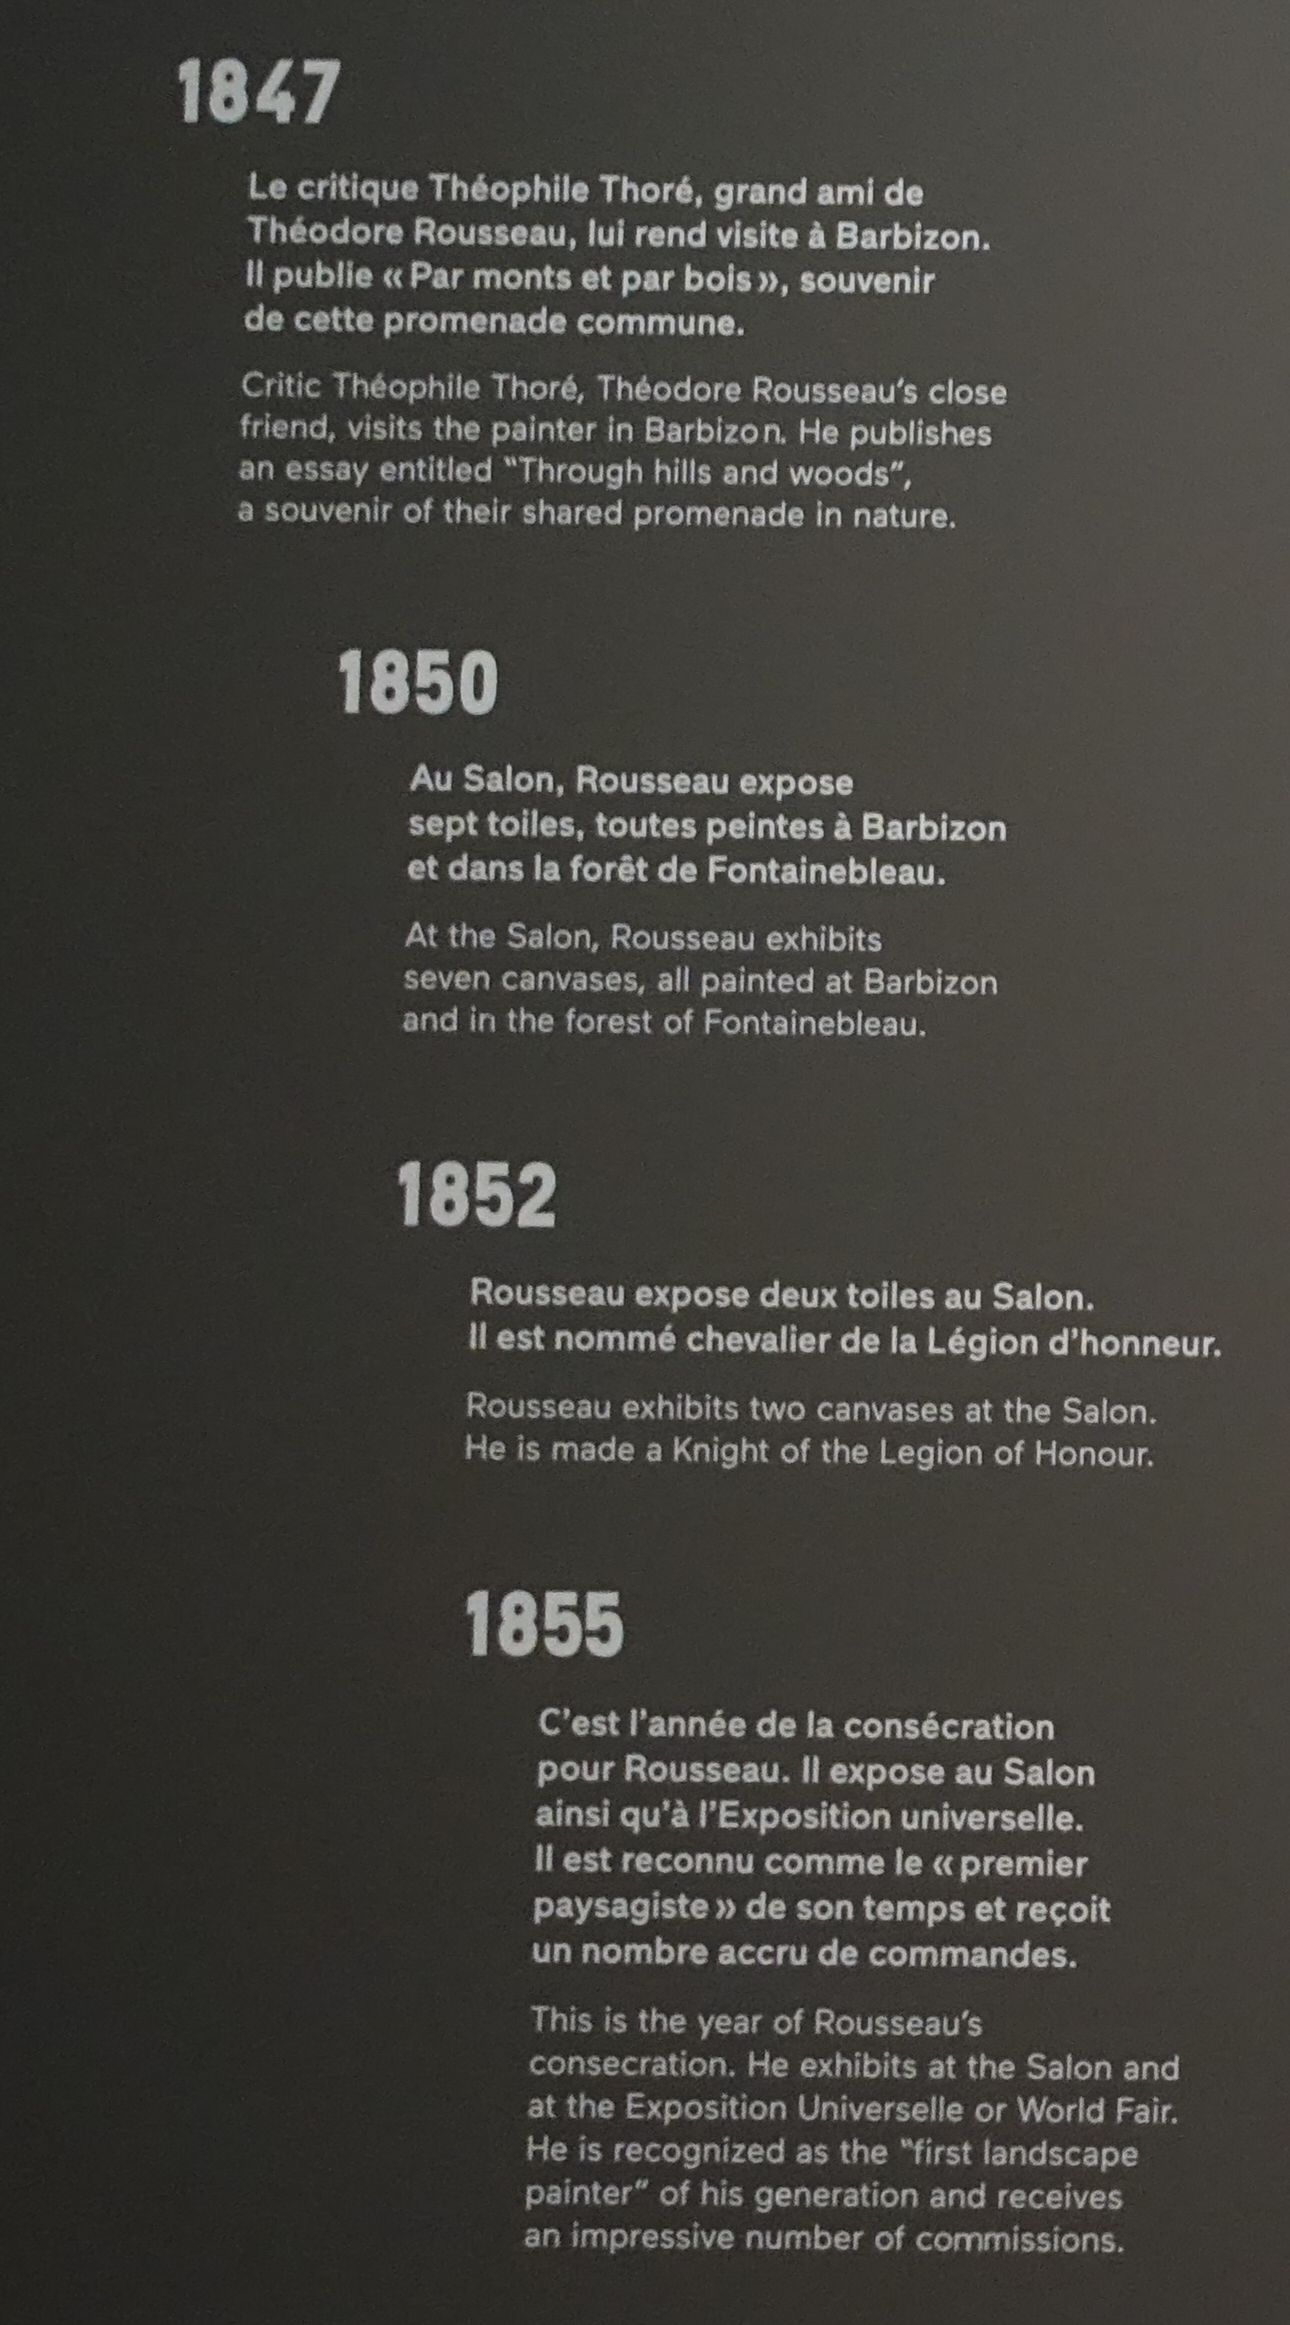 1847
Le critique Théophile Thoré, grand ami de
Théodore Rousseau, lui rend visite à Barbizon.
Il publie « Par monts et par bois », souvenir
de cette promenade commune.
Critic Théophile Thoré, Théodore Rousseau's close
friend, visits the painter in Barbizon. He publishes
an essay entitled "Through hills and woods",
a souvenir of their shared promenade in nature.
1850
Au Salon, Rousseau expose
sept toiles, toutes peintes à Barbizon
et dans la forêt de Fontainebleau.
At the Salon, Rousseau exhibits
seven canvases, all painted at Barbizon
and in the forest of Fontainebleau.
1852
Rousseau expose deux toiles au Salon.
Il est nommé chevalier de la Légion d'honneur.
Rousseau exhibits two canvases at the Salon.
He is made a Knight of the Legion of Honour.
1855
C'est l'année de la consécration
pour Rousseau. Il expose au Salon
ainsi qu'à l'Exposition universelle.
Il est reconnu comme le « premier
paysagiste » de son temps et reçoit
un nombre accru de commandes.
This is the year of Rousseau's
consecration. He exhibits at the Salon and
at the Exposition Universelle or World Fair.
He is recognized as the "first landscape
painter" of his generation and receives
an impressive number of commissions.